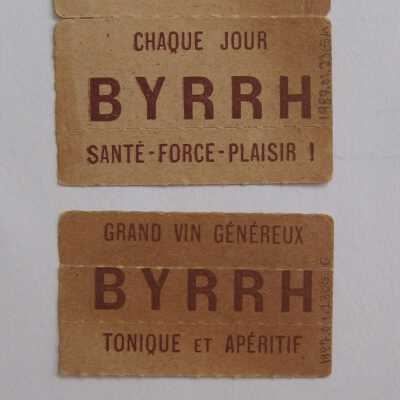 CHAQUE JOUR
BYRRH
SANTÉ-FORCE-PLAISIR !
GRAND VIN GÉNÉREUX
BYRRH
TONIQUE ET APÉRITIF